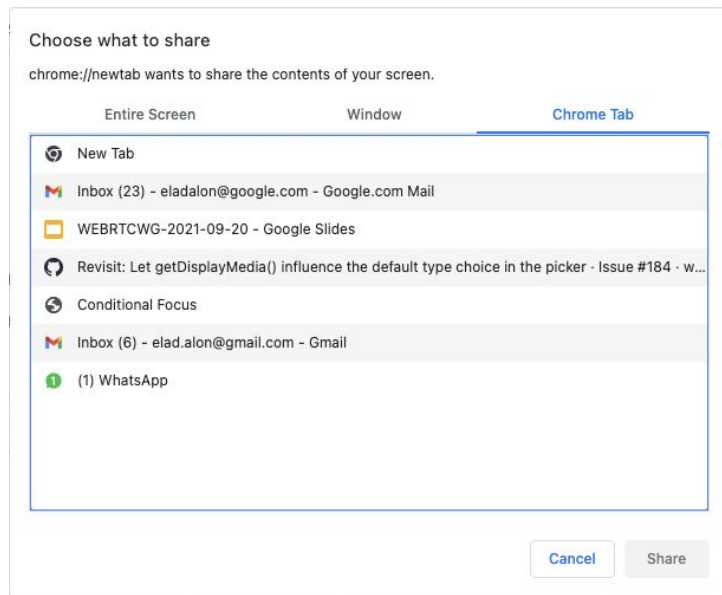 Choose what to share
chrome://newtab wants to share the contents of your screen.
Entire Screen Window Chrome Tab
New Tab
Inbox (23) - eladalon@google.com - Google.com Mail
WEBRTCWG-2021-09-20 - Google Slides
Revisit: Let getDisplayMedia() influence the default type choice in the picker · Issue #184 · w...
Conditional Focus
Inbox (6) - elad.alon@gmail.com - Gmail
1 (1) WhatsApp
Cancel Share